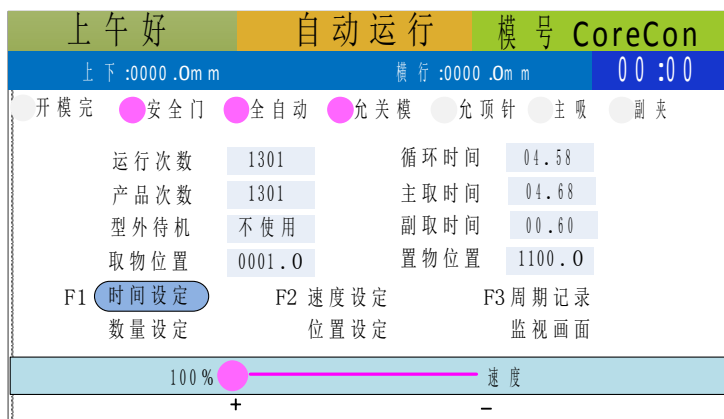 上午好 自动运行 模号 CoreCon
上下:0000.0mm 横行:0000.0mm 00:00
开模完 安全门 全自动 允关模 允顶针 主吸 副夹
运行次数 1301 循环时间 04.58
产品次数 1301 主取时间 04.68
型外待机 不使用 副取时间 00.60
取物位置 0001.0 置物位置 1100.0
F1 时间设定 F2 速度设定 F3 周期记录
数量设定 位置设定 监视画面
100% 速度
+ −